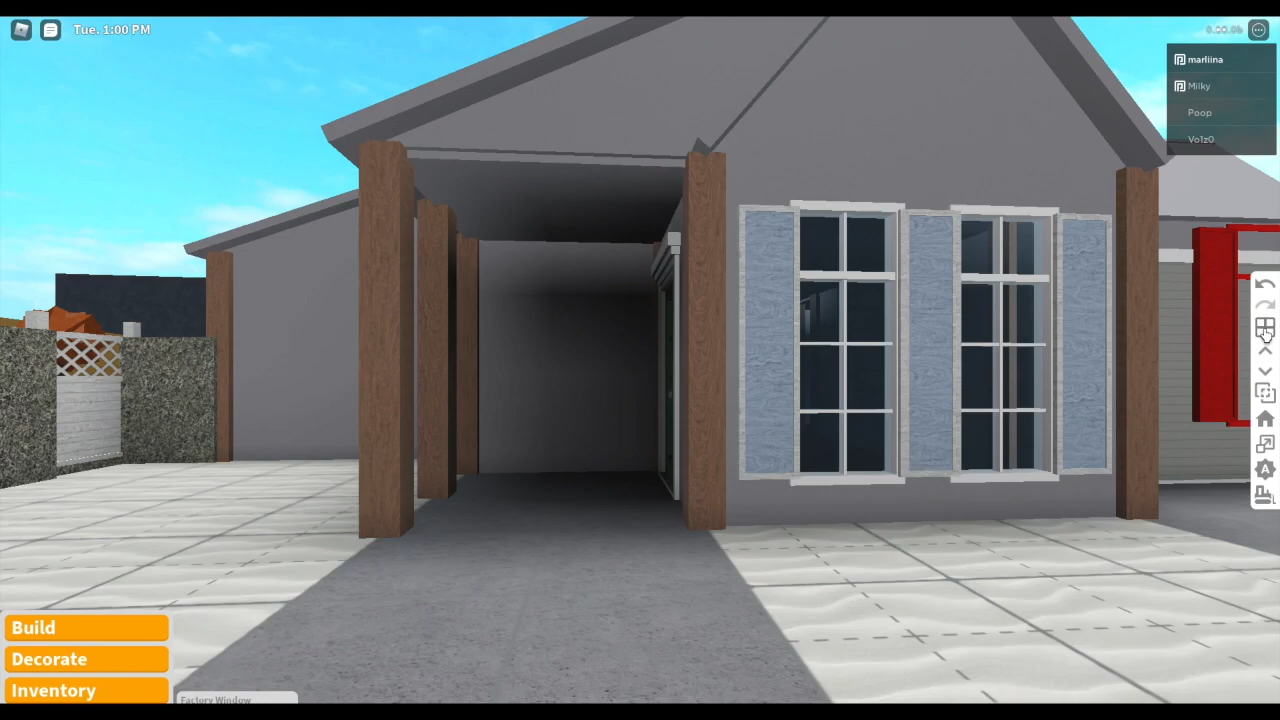 Tue. 1:00 PM
marliina
Milky
Poop
Vo1z0
A
Build
Decorate
Inventory
Factory Window